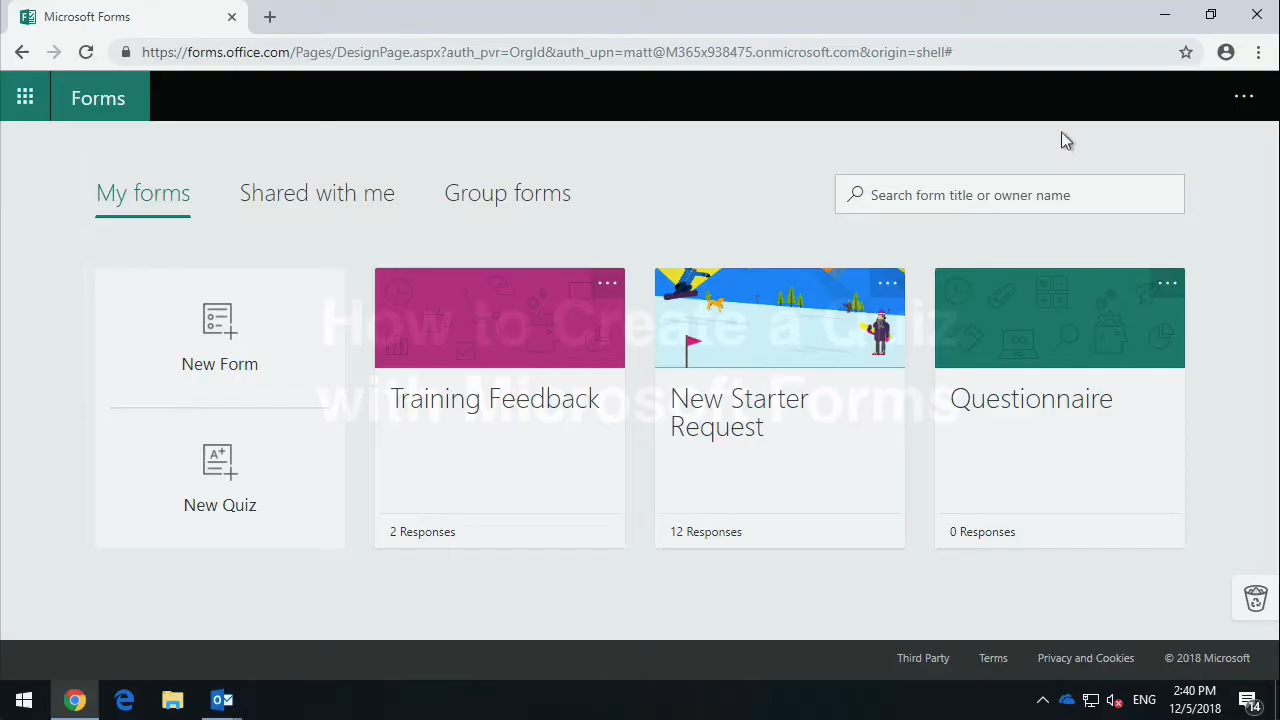 Microsoft Forms
https://forms.office.com/Pages/DesignPage.aspx?auth_pvr=OrgId&auth_upn=matt@M365x938475.onmicrosoft.com&origin=shell#
Forms
My forms
Shared with me
Group forms
Search form title or owner name
How to Create a Quiz
with Microsoft Forms
New Form
A+
New Quiz
Training Feedback
2 Responses
New Starter
Request
12 Responses
Questionnaire
0 Responses
Third Party
Terms
Privacy and Cookies
© 2018 Microsoft
ENG
2:40 PM
12/5/2018
14